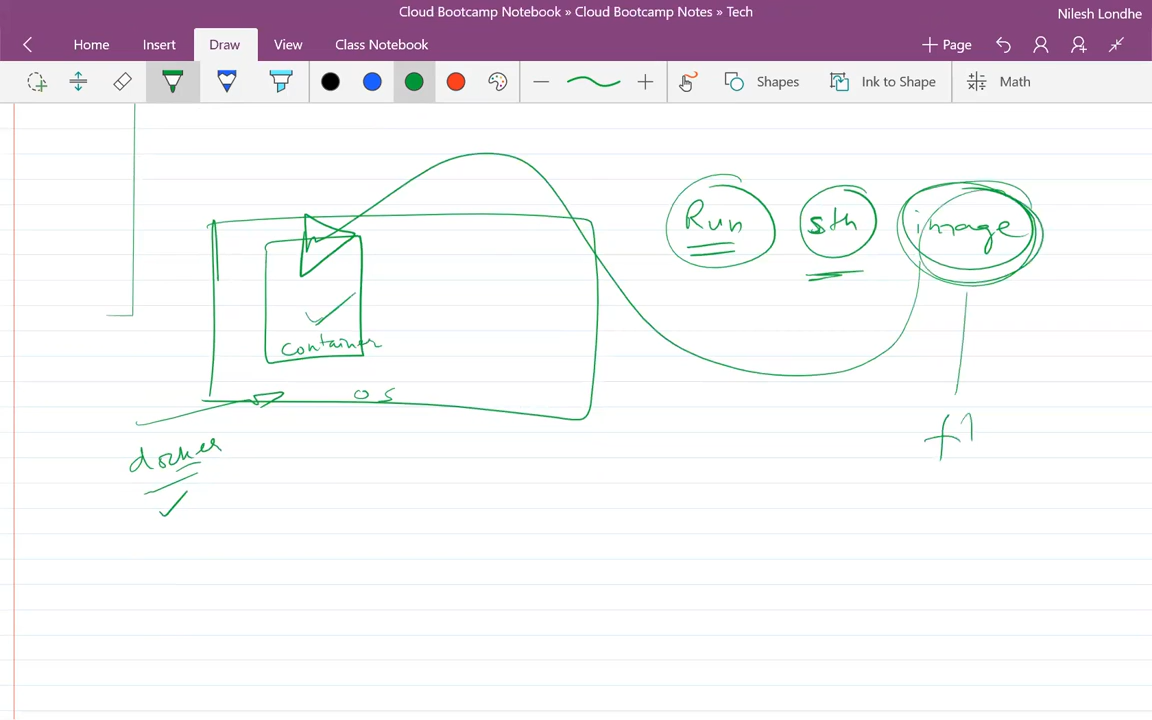 Cloud Bootcamp Notebook » Cloud Bootcamp Notes » Tech
Nilesh Londhe
Home Insert Draw View Class Notebook
Page
Shapes Ink to Shape Math
Run sth image
container
OS
docker